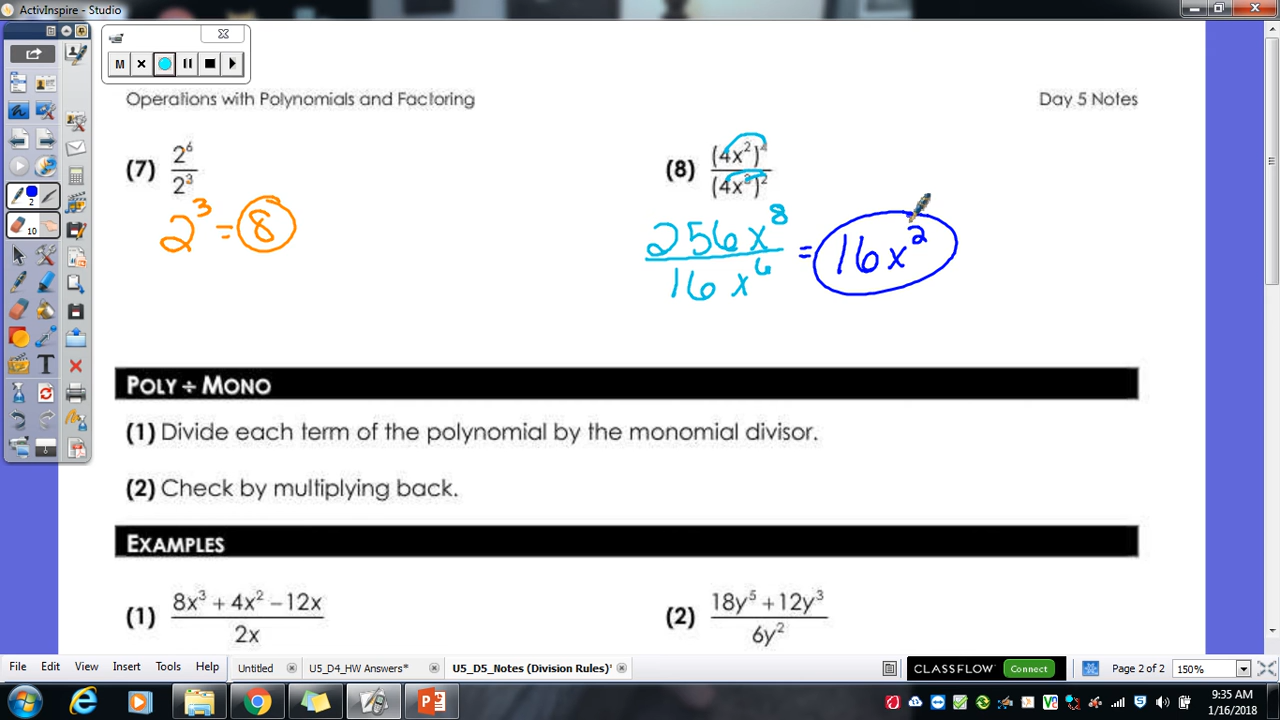 ActivInspire - Studio
M
Operations with Polynomials and Factoring
Day 5 Notes
(7) 2⁶/2³
2³ = 8
(8) (4x²)⁴/(4x³)²
256x⁸/16x⁶ = 16x²
2
10
POLY ÷ MONO
(1) Divide each term of the polynomial by the monomial divisor.
(2) Check by multiplying back.
EXAMPLES
(1) 8x³ + 4x² − 12x/2x
(2) 18y⁵ + 12y³/6y²
File Edit View Insert Tools Help
Untitled
U5_D4_HW Answers*
U5_D5_Notes (Division Rules)*
CLASSFLOW Connect
Page 2 of 2
150%
9:35 AM
1/16/2018